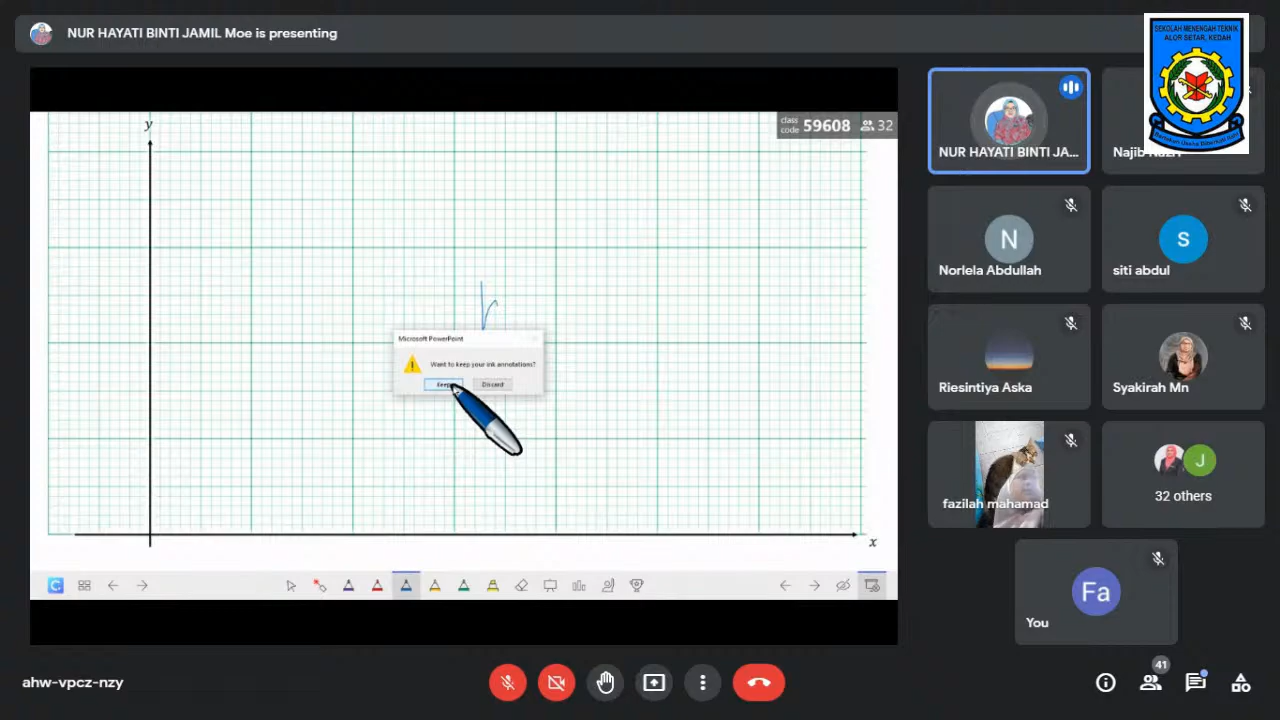 NUR HAYATI BINTI JAMIL Moe is presenting
SEKOLAH MENENGAH TEKNIK
ALOR SETAR, KEDAH
y
class code 59608 32
NUR HAYATI BINTI JA...
Norlela Abdullah
N
siti abdul
s
Microsoft PowerPoint
Want to keep your ink annotations?
Keep
Discard
Riesintiya Aska
Syakirah Mn
fazilah mahamad
J
32 others
x
Fa
You
ahw-vpcz-nzy
41